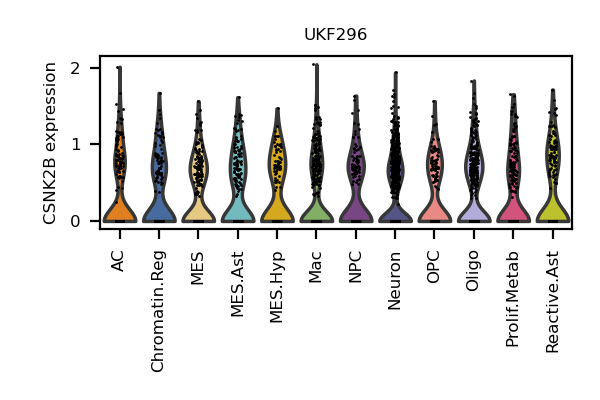 UKF296
CSNK2B expression
2
1
0
AC
Chromatin.Reg
MES
MES.Ast
MES.Hyp
Mac
NPC
Neuron
OPC
Oligo
Prolif.Metab
Reactive.Ast